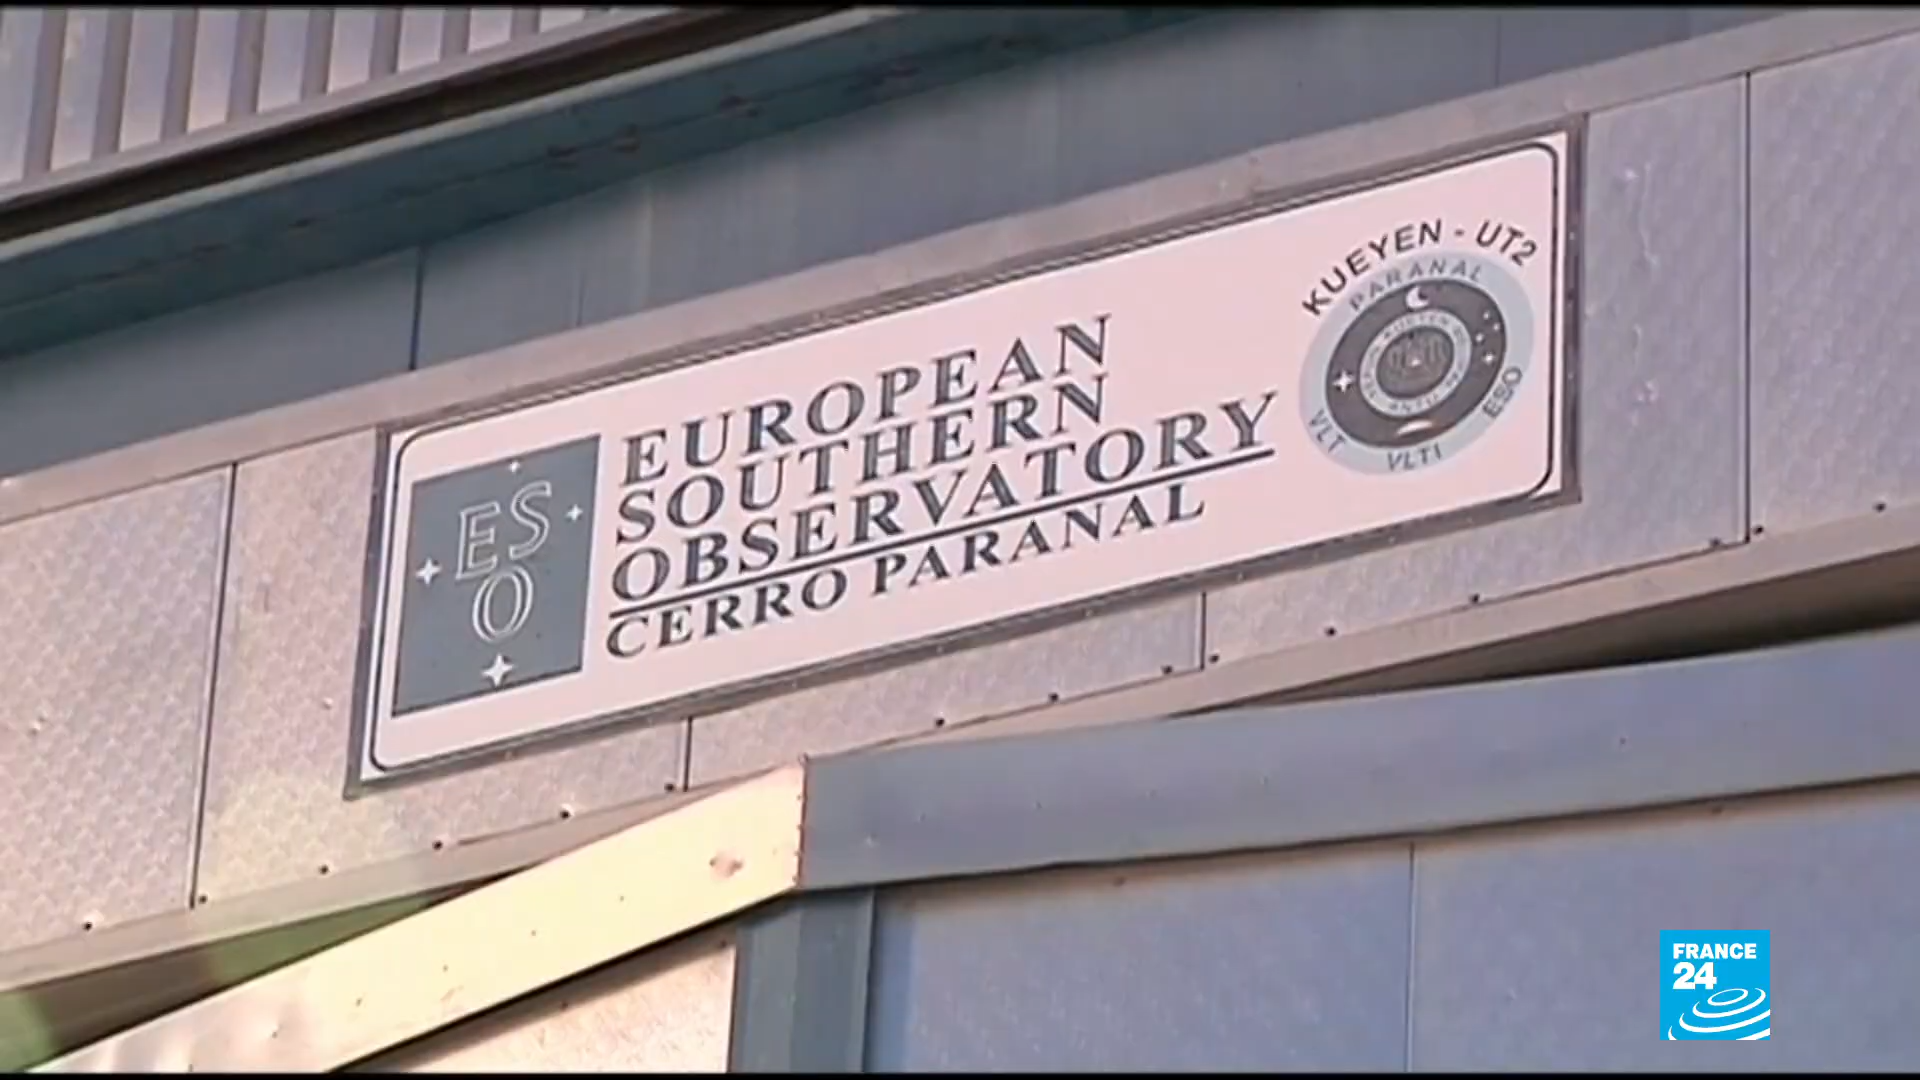 KUEYEN - UT2
PARANAL
EUROPEAN
SOUTHERN
OBSERVATORY
CERRO PARANAL
ESO
VLT
VLTI
ESO
FRANCE
24